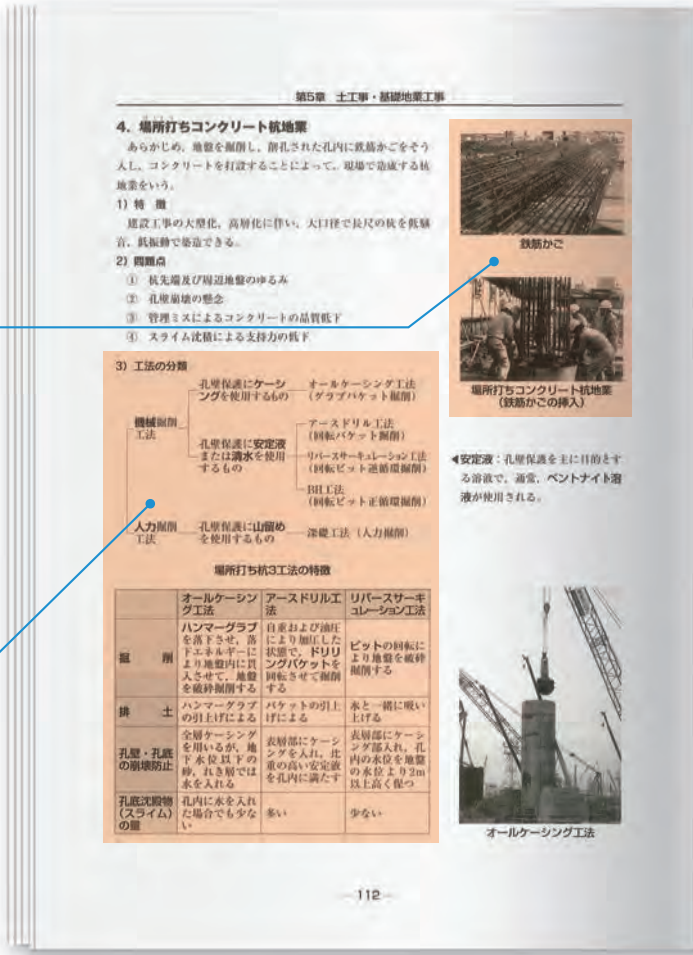 第5章 土工事・基礎地業工事
4．場所打ちコンクリート杭地業
あらかじめ，地盤を掘削し，削孔された孔内に鉄筋かごをそう
入し，コンクリートを打設することによって，現場で造成する杭
地業をいう。
1）特 徴
建設工事の大型化，高層化に伴い，大口径で長尺の杭を低騒
音，低振動で築造できる。
2）問題点
① 杭先端及び周辺地盤のゆるみ
② 孔壁崩壊の懸念
③ 管理ミスによるコンクリートの品質低下
④ スライム沈積による支持力の低下
鉄筋かご
場所打ちコンクリート杭地業
（鉄筋かごの挿入）
3）工法の分類
機械掘削
工法
孔壁保護にケーシ
ングを使用するもの
オールケーシング工法
（グラブバケット掘削）
孔壁保護に安定液
または清水を使用
するもの
アースドリル工法
（回転バケット掘削）
リバースサーキュレーション工法
（回転ビット逆循環掘削）
BH工法
（回転ビット正循環掘削）
人力掘削
工法
孔壁保護に山留め
を使用するもの
深礎工法（人力掘削）
◀安定液：孔壁保護を主に目的とす
る溶液で，通常，ベントナイト溶
液が使用される。
場所打ち杭3工法の特徴
オールケーシン
グ工法
アースドリル工
法
リバースサーキ
ュレーション工法
掘 削
ハンマーグラブ
を落下させ，落
下エネルギーに
より地盤内に貫
入させて，地盤
を破砕掘削する
自重および油圧
により加圧した
状態で，ドリリ
ングバケットを
回転させて掘削
する
ビットの回転に
より地盤を破砕
掘削する
排 土
ハンマーグラブ
の引上げによる
バケットの引上
げによる
水と一緒に吸い
上げる
孔壁・孔底
の崩壊防止
全層ケーシング
を用いるが，地
下水位以下の
砂，れき層では
水を入れる
表層部にケーシ
ングを入れ，比
重の高い安定液
を孔内に満たす
表層部にケーシ
ング部入れ，孔
内の水位を地盤
の水位より2m
以上高く保つ
孔底沈殿物
（スライム）
の量
孔内に水を入れ
た場合でも少な
い
多い
少ない
オールケーシング工法
112